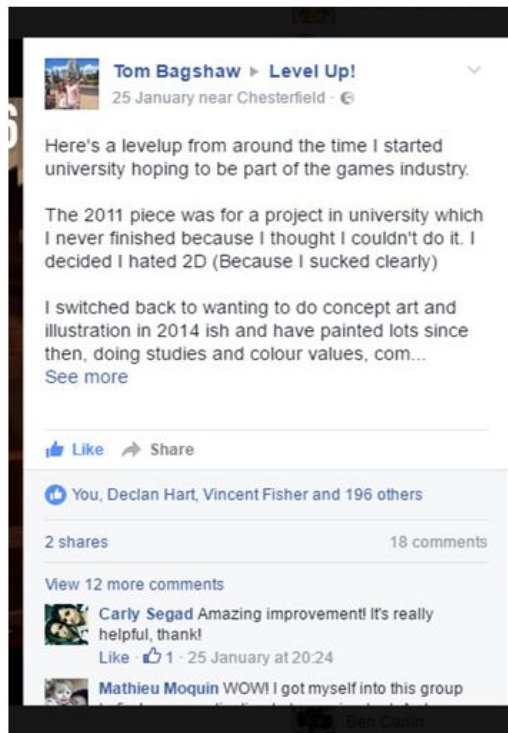 Tom Bagshaw ▸ Level Up!
25 January near Chesterfield ·
Here's a levelup from around the time I started
university hoping to be part of the games industry.
The 2011 piece was for a project in university which
I never finished because I thought I couldn't do it. I
decided I hated 2D (Because I sucked clearly)
I switched back to wanting to do concept art and
illustration in 2014 ish and have painted lots since
then, doing studies and colour values, com...
See more
Like Share
You, Declan Hart, Vincent Fisher and 196 others
2 shares 18 comments
View 12 more comments
Carly Segad Amazing improvement! It's really
helpful, thank!
Like · 1 · 25 January at 20:24
Mathieu Moquin WOW! I got myself into this group
Ben Carlin